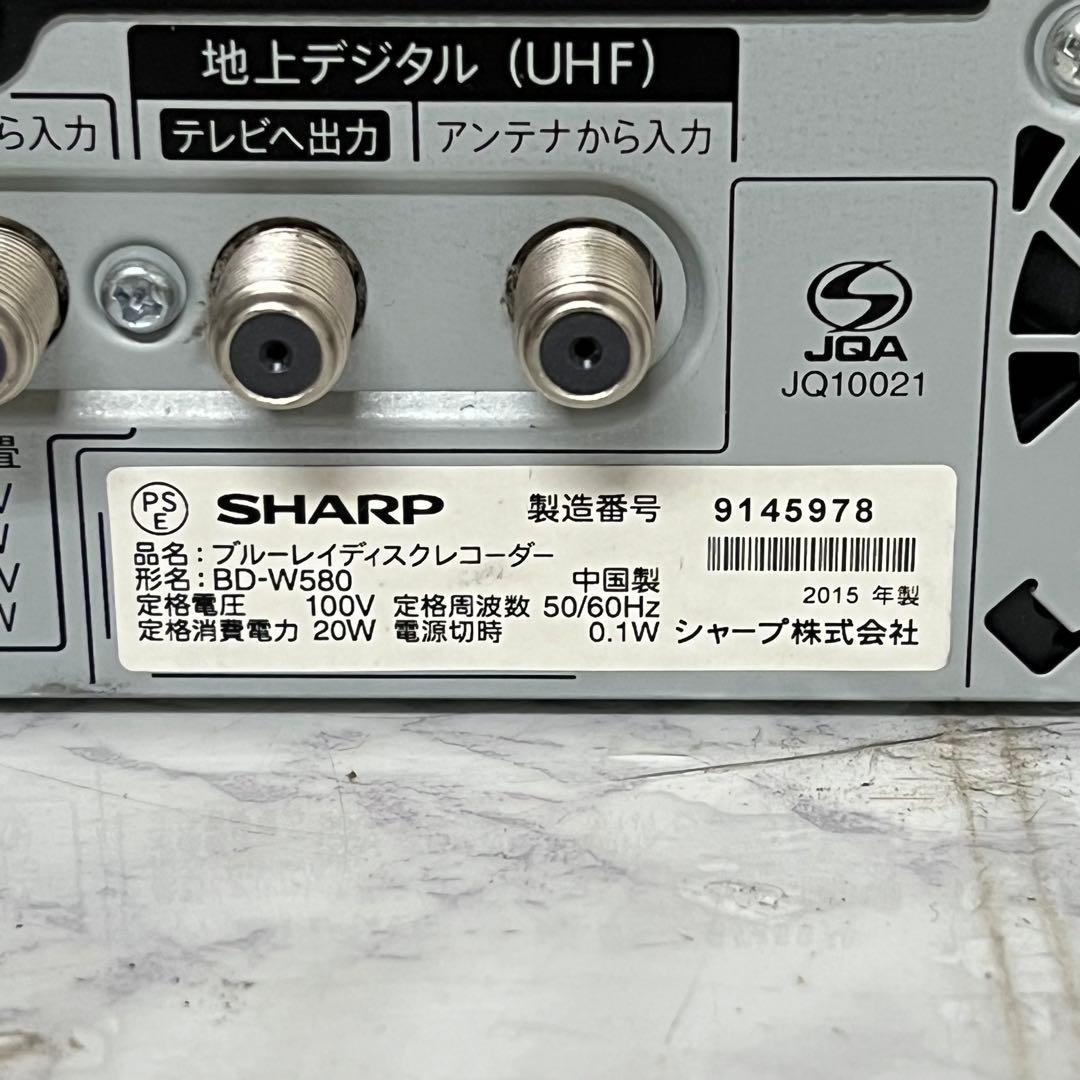 地上デジタル（UHF）
ら入力
テレビへ出力
アンテナから入力
JQA
JQ10021
PS
E
SHARP 製造番号 9145978
品名：ブルーレイディスクレコーダー
形名：BD-W580 中国製
2015 年製
定格電圧 100V 定格周波数 50/60Hz
定格消費電力 20W 電源切時 0.1W シャープ株式会社